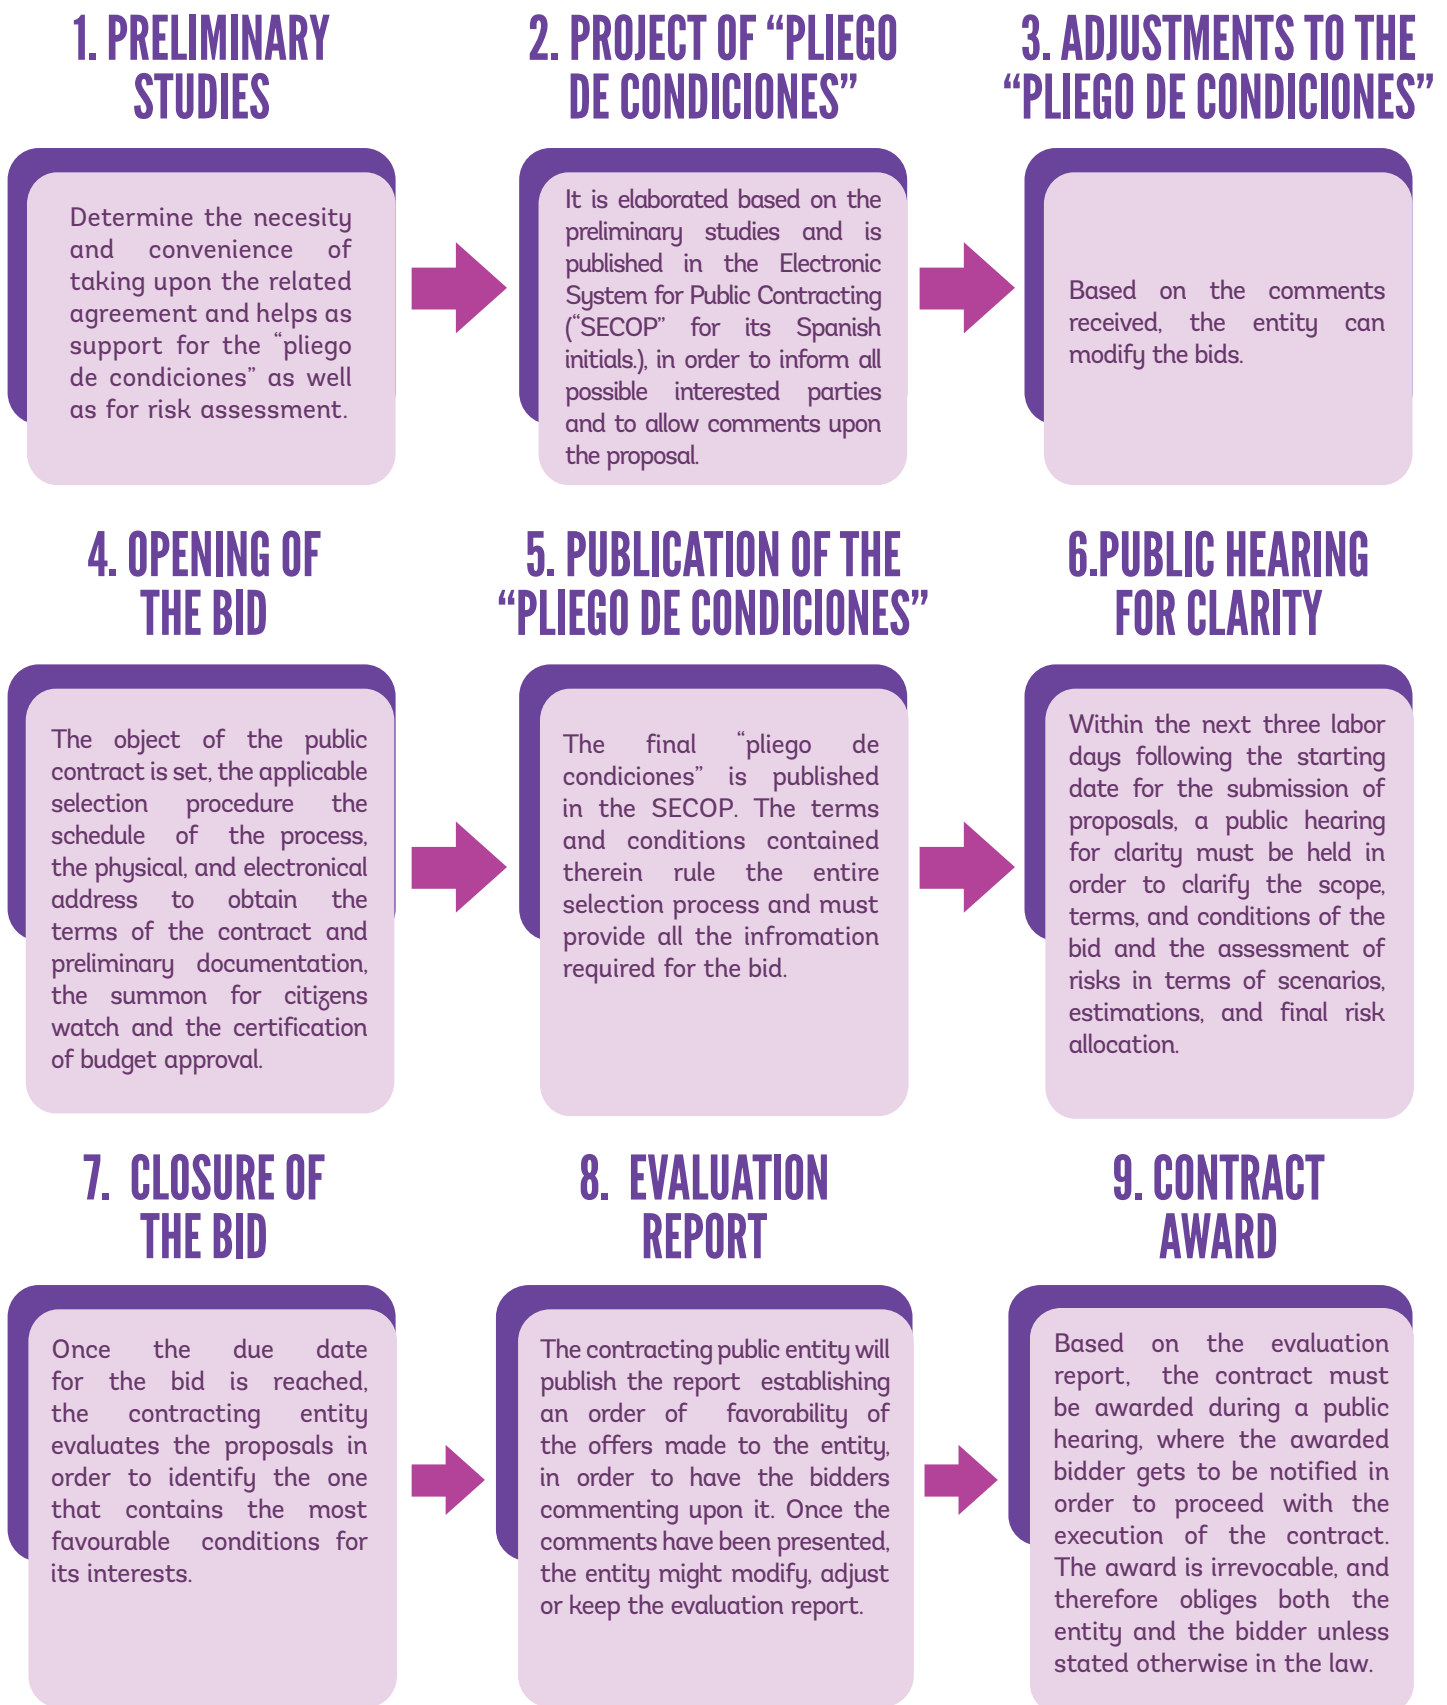 1. PRELIMINARY
STUDIES
Determine the necesity
and convenience of
taking upon the related
agreement and helps as
support for the “pliego
de condiciones” as well
as for risk assessment.
2. PROJECT OF “PLIEGO
DE CONDICIONES”
It is elaborated based on the
preliminary studies and is
published in the Electronic
System for Public Contracting
(“SECOP” for its Spanish
initials.), in order to inform all
possible interested parties
and to allow comments upon
the proposal.
3. ADJUSTMENTS TO THE
“PLIEGO DE CONDICIONES”
Based on the comments
received, the entity can
modify the bids.
4. OPENING OF
THE BID
The object of the public
contract is set, the applicable
selection procedure the
schedule of the process,
the physical, and electronical
address to obtain the
terms of the contract and
preliminary documentation,
the summon for citizens
watch and the certification
of budget approval.
5. PUBLICATION OF THE
“PLIEGO DE CONDICIONES”
The final “pliego de
condiciones” is published
in the SECOP. The terms
and conditions contained
therein rule the entire
selection process and must
provide all the infromation
required for the bid.
6.PUBLIC HEARING
FOR CLARITY
Within the next three labor
days following the starting
date for the submission of
proposals, a public hearing
for clarity must be held in
order to clarify the scope,
terms, and conditions of the
bid and the assessment of
risks in terms of scenarios,
estimations, and final risk
allocation.
7. CLOSURE OF
THE BID
Once the due date
for the bid is reached,
the contracting entity
evaluates the proposals in
order to identify the one
that contains the most
favourable conditions for
its interests.
8. EVALUATION
REPORT
The contracting public entity will
publish the report establishing
an order of favorability of
the offers made to the entity,
in order to have the bidders
commenting upon it. Once the
comments have been presented,
the entity might modify, adjust
or keep the evaluation report.
9. CONTRACT
AWARD
Based on the evaluation
report, the contract must
be awarded during a public
hearing, where the awarded
bidder gets to be notified in
order to proceed with the
execution of the contract.
The award is irrevocable, and
therefore obliges both the
entity and the bidder unless
stated otherwise in the law.